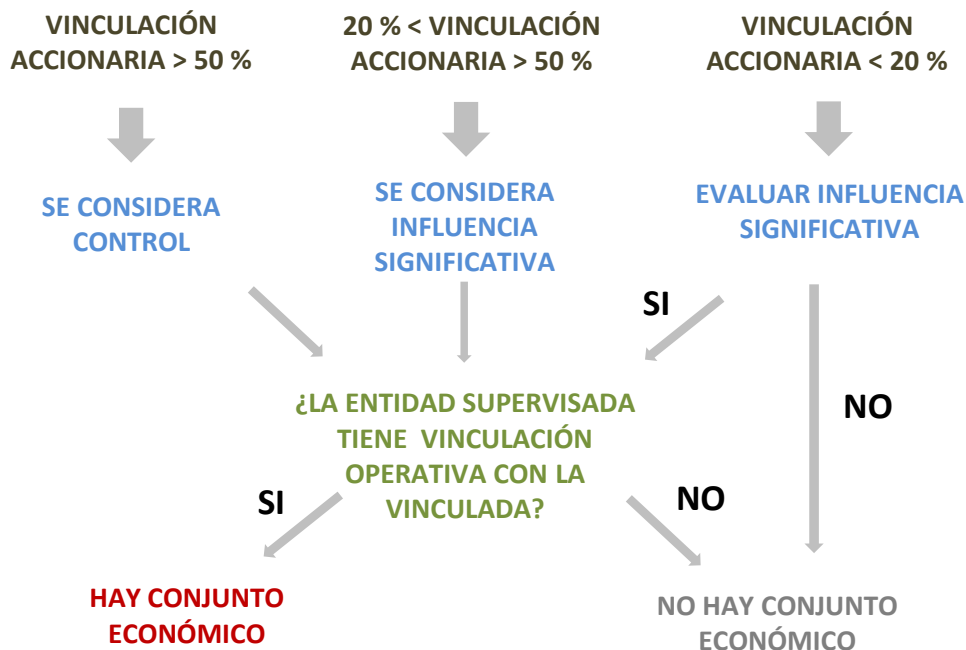 VINCULACIÓN
ACCIONARIA > 50 %
20 % < VINCULACIÓN
ACCIONARIA > 50 %
VINCULACIÓN
ACCIONARIA < 20 %
SE CONSIDERA
CONTROL
SE CONSIDERA
INFLUENCIA
SIGNIFICATIVA
EVALUAR INFLUENCIA
SIGNIFICATIVA
SI
NO
¿LA ENTIDAD SUPERVISADA
TIENE VINCULACIÓN
OPERATIVA CON LA
VINCULADA?
SI
NO
HAY CONJUNTO
ECONÓMICO
NO HAY CONJUNTO
ECONÓMICO